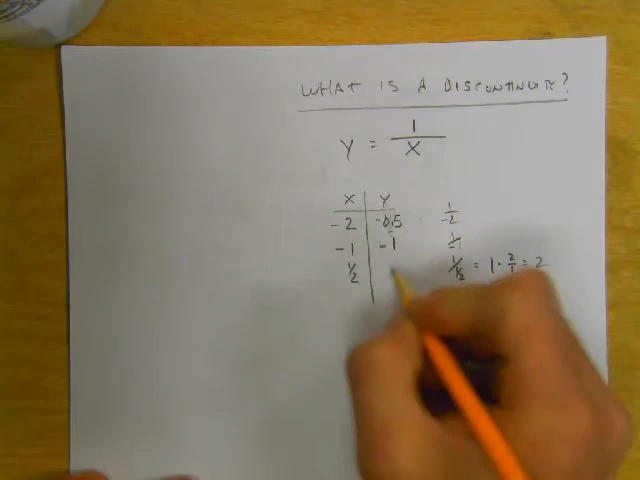 WHAT IS A DISCONTINUITY?
Y = 1/X
X Y
-2 -0.5 1/-2
-1 -1 1/-1
1/2 1/1/2 = 1 · 2/1 = 2